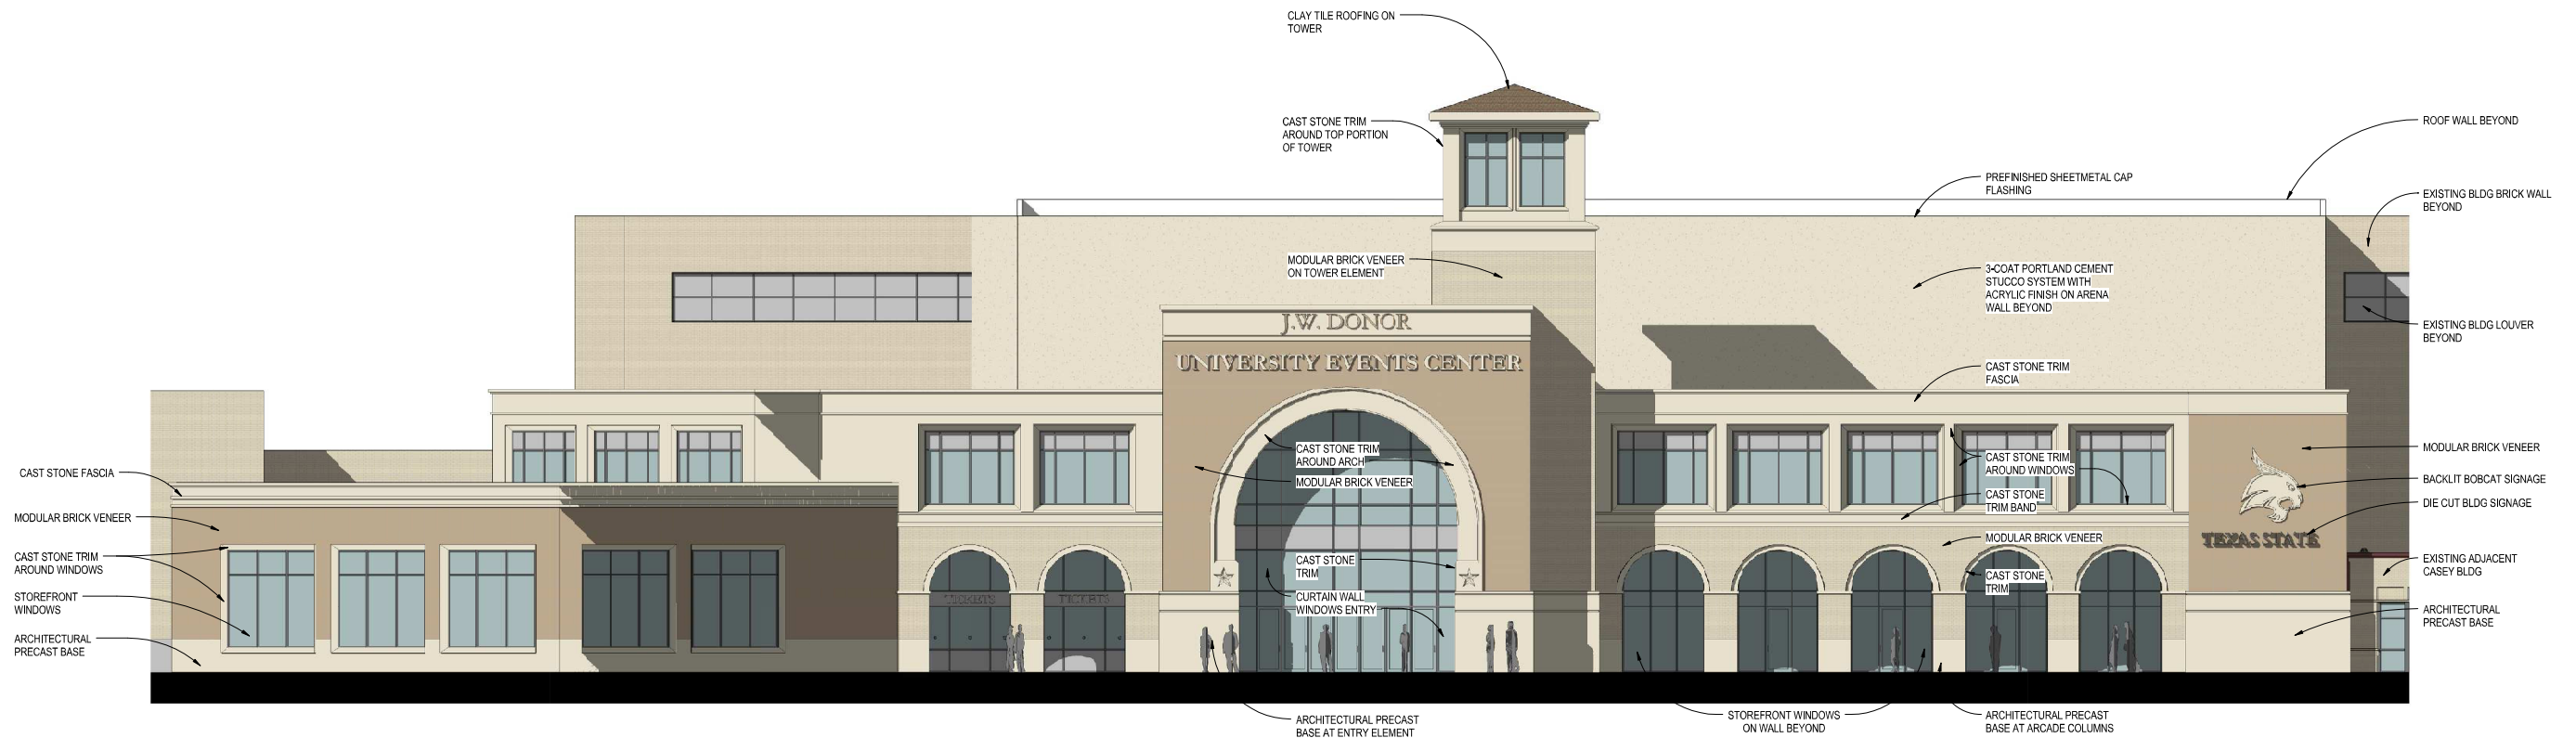 CLAY TILE ROOFING ON
TOWER
CAST STONE TRIM
AROUND TOP PORTION
OF TOWER
ROOF WALL BEYOND
PREFINISHED SHEETMETAL CAP
FLASHING
EXISTING BLDG BRICK WALL
BEYOND
MODULAR BRICK VENEER
ON TOWER ELEMENT
3-COAT PORTLAND CEMENT
STUCCO SYSTEM WITH
ACRYLIC FINISH ON ARENA
WALL BEYOND
EXISTING BLDG LOUVER
BEYOND
J.W. DONOR
UNIVERSITY EVENTS CENTER
CAST STONE TRIM
FASCIA
CAST STONE TRIM
AROUND ARCH
MODULAR BRICK VENEER
CAST STONE TRIM
AROUND WINDOWS
CAST STONE
TRIM BAND
MODULAR BRICK VENEER
CAST STONE
TRIM
MODULAR BRICK VENEER
BACKLIT BOBCAT SIGNAGE
DIE CUT BLDG SIGNAGE
TEXAS STATE
EXISTING ADJACENT
CASEY BLDG
ARCHITECTURAL
PRECAST BASE
CAST STONE FASCIA
MODULAR BRICK VENEER
CAST STONE TRIM
AROUND WINDOWS
STOREFRONT
WINDOWS
ARCHITECTURAL
PRECAST BASE
TICKETS
TICKETS
CAST STONE
TRIM
CURTAIN WALL
WINDOWS ENTRY
ARCHITECTURAL PRECAST
BASE AT ENTRY ELEMENT
STOREFRONT WINDOWS
ON WALL BEYOND
ARCHITECTURAL PRECAST
BASE AT ARCADE COLUMNS